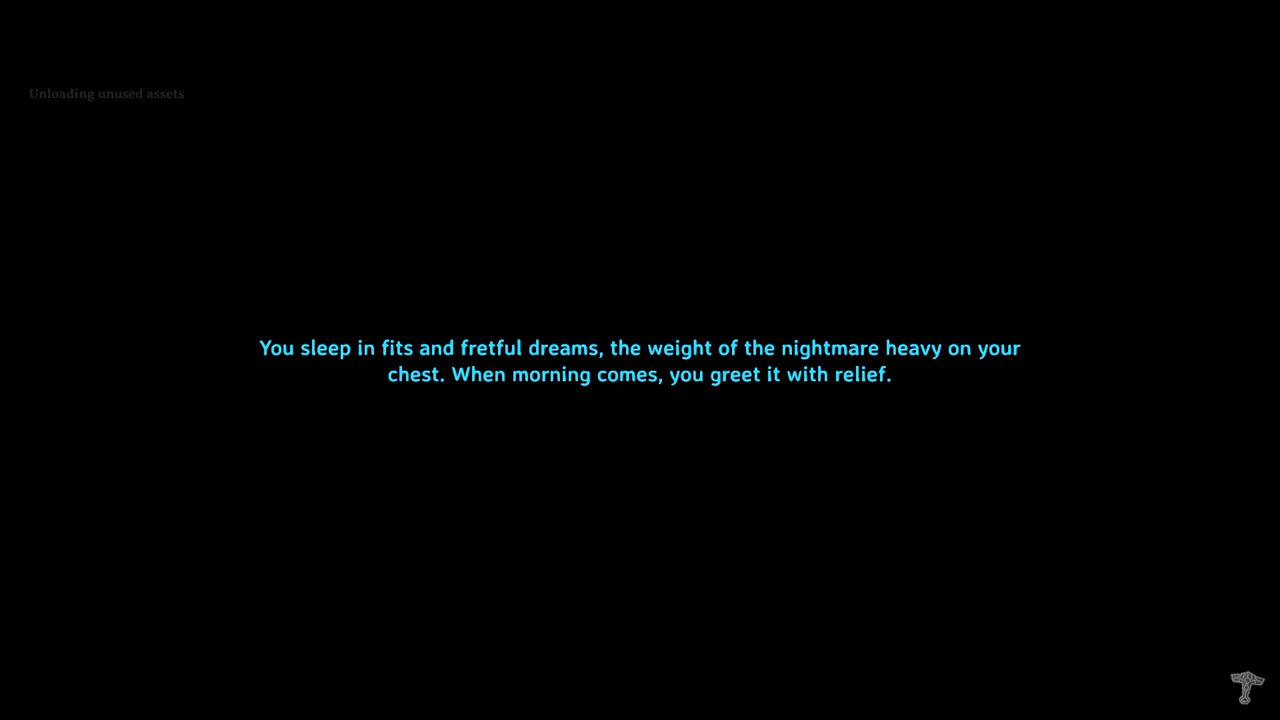 Unloading unused assets
You sleep in fits and fretful dreams, the weight of the nightmare heavy on your
chest. When morning comes, you greet it with relief.